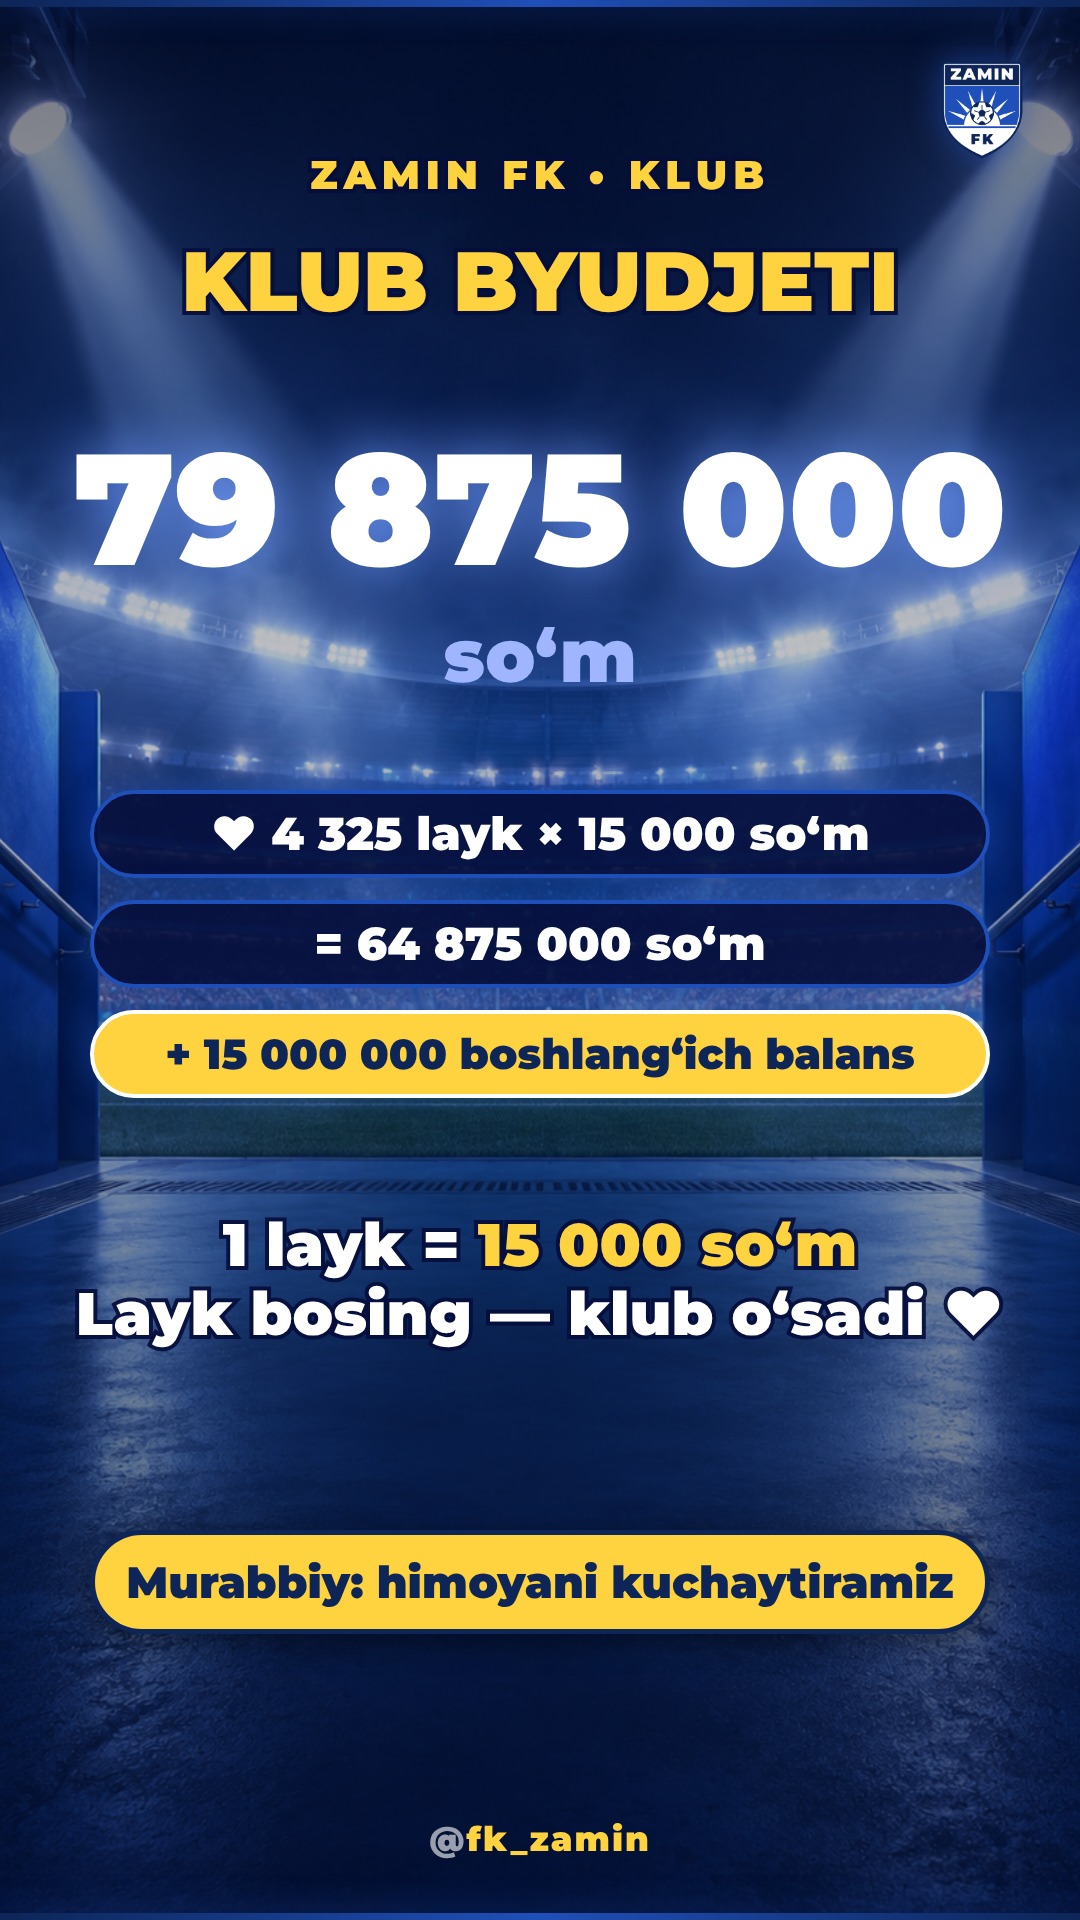 ZAMIN
FK
ZAMIN FK • KLUB
KLUB BYUDJETI
79 875 000
so‘m
♥ 4 325 layk × 15 000 so‘m
= 64 875 000 so‘m
+ 15 000 000 boshlang‘ich balans
1 layk = 15 000 so‘m
Layk bosing — klub o‘sadi ♥
Murabbiy: himoyani kuchaytiramiz
@fk_zamin